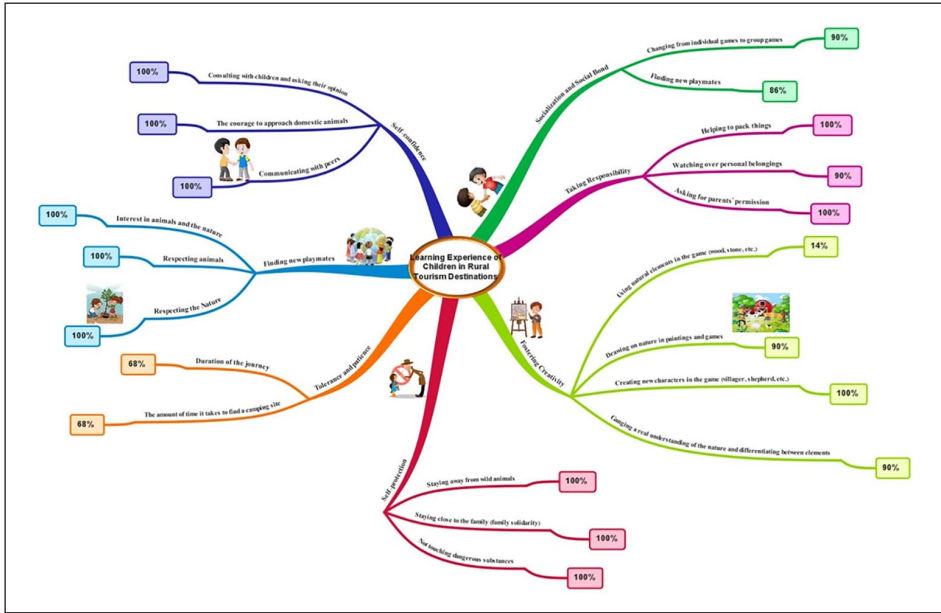 Learning Experience of
Children in Rural
Tourism Destinations
Socialization and Social Bond
Changing from individual games to group games
90%
Finding new playmates
86%
Taking Responsibility
Helping to pack things
100%
Watching over personal belongings
90%
Asking for parents' permission
100%
Fostering Creativity
Using natural elements in the game (wood, stone, etc.)
14%
Drawing on nature in paintings and games
90%
Creating new characters in the game (villager, shepherd, etc.)
100%
Gauging a real understanding of the nature and differentiating between elements
90%
Self-protection
Staying away from wild animals
100%
Staying close to the family (family solidarity)
100%
Not touching dangerous substances
100%
Tolerance and patience
Duration of the journey
68%
The amount of time it takes to find a camping site
68%
Finding new playmates
Interest in animals and the nature
100%
Respecting animals
100%
Respecting the Nature
100%
Self-confidence
Consulting with children and asking their opinion
100%
The courage to approach domestic animals
100%
Communicating with peers
100%